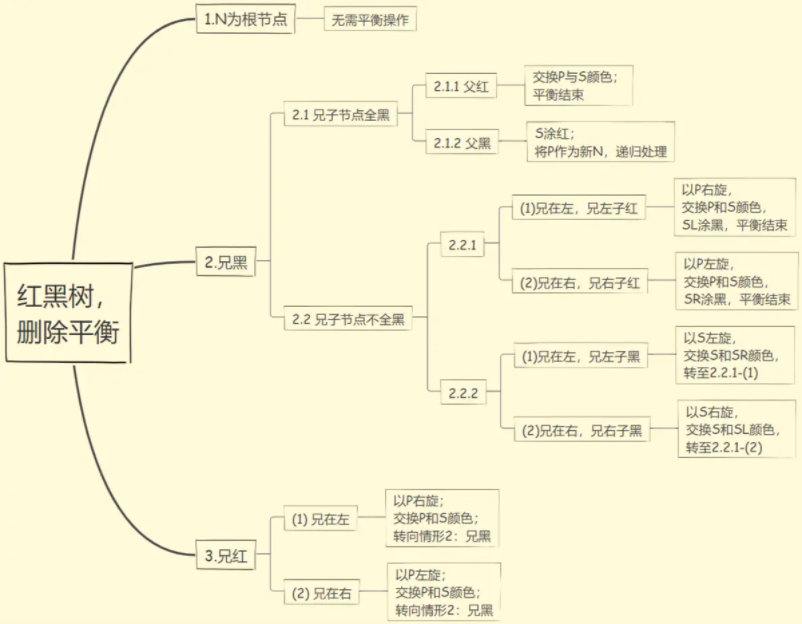 红黑树，
删除平衡
1.N为根节点
无需平衡操作
2.兄黑
2.1 兄子节点全黑
2.1.1 父红
交换P与S颜色；
平衡结束
2.1.2 父黑
S涂红；
将P作为新N，递归处理
2.2 兄子节点不全黑
2.2.1
(1)兄在左，兄左子红
以P右旋，
交换P和S颜色，
SL涂黑，平衡结束
(2)兄在右，兄右子红
以P左旋，
交换P和S颜色，
SR涂黑，平衡结束
2.2.2
(1)兄在左，兄左子黑
以S左旋，
交换S和SR颜色，
转至2.2.1-(1)
(2)兄在右，兄右子黑
以S右旋，
交换S和SL颜色，
转至2.2.1-(2)
3.兄红
(1) 兄在左
以P右旋；
交换P和S颜色；
转向情形2：兄黑
(2) 兄在右
以P左旋；
交换P和S颜色；
转向情形2：兄黑